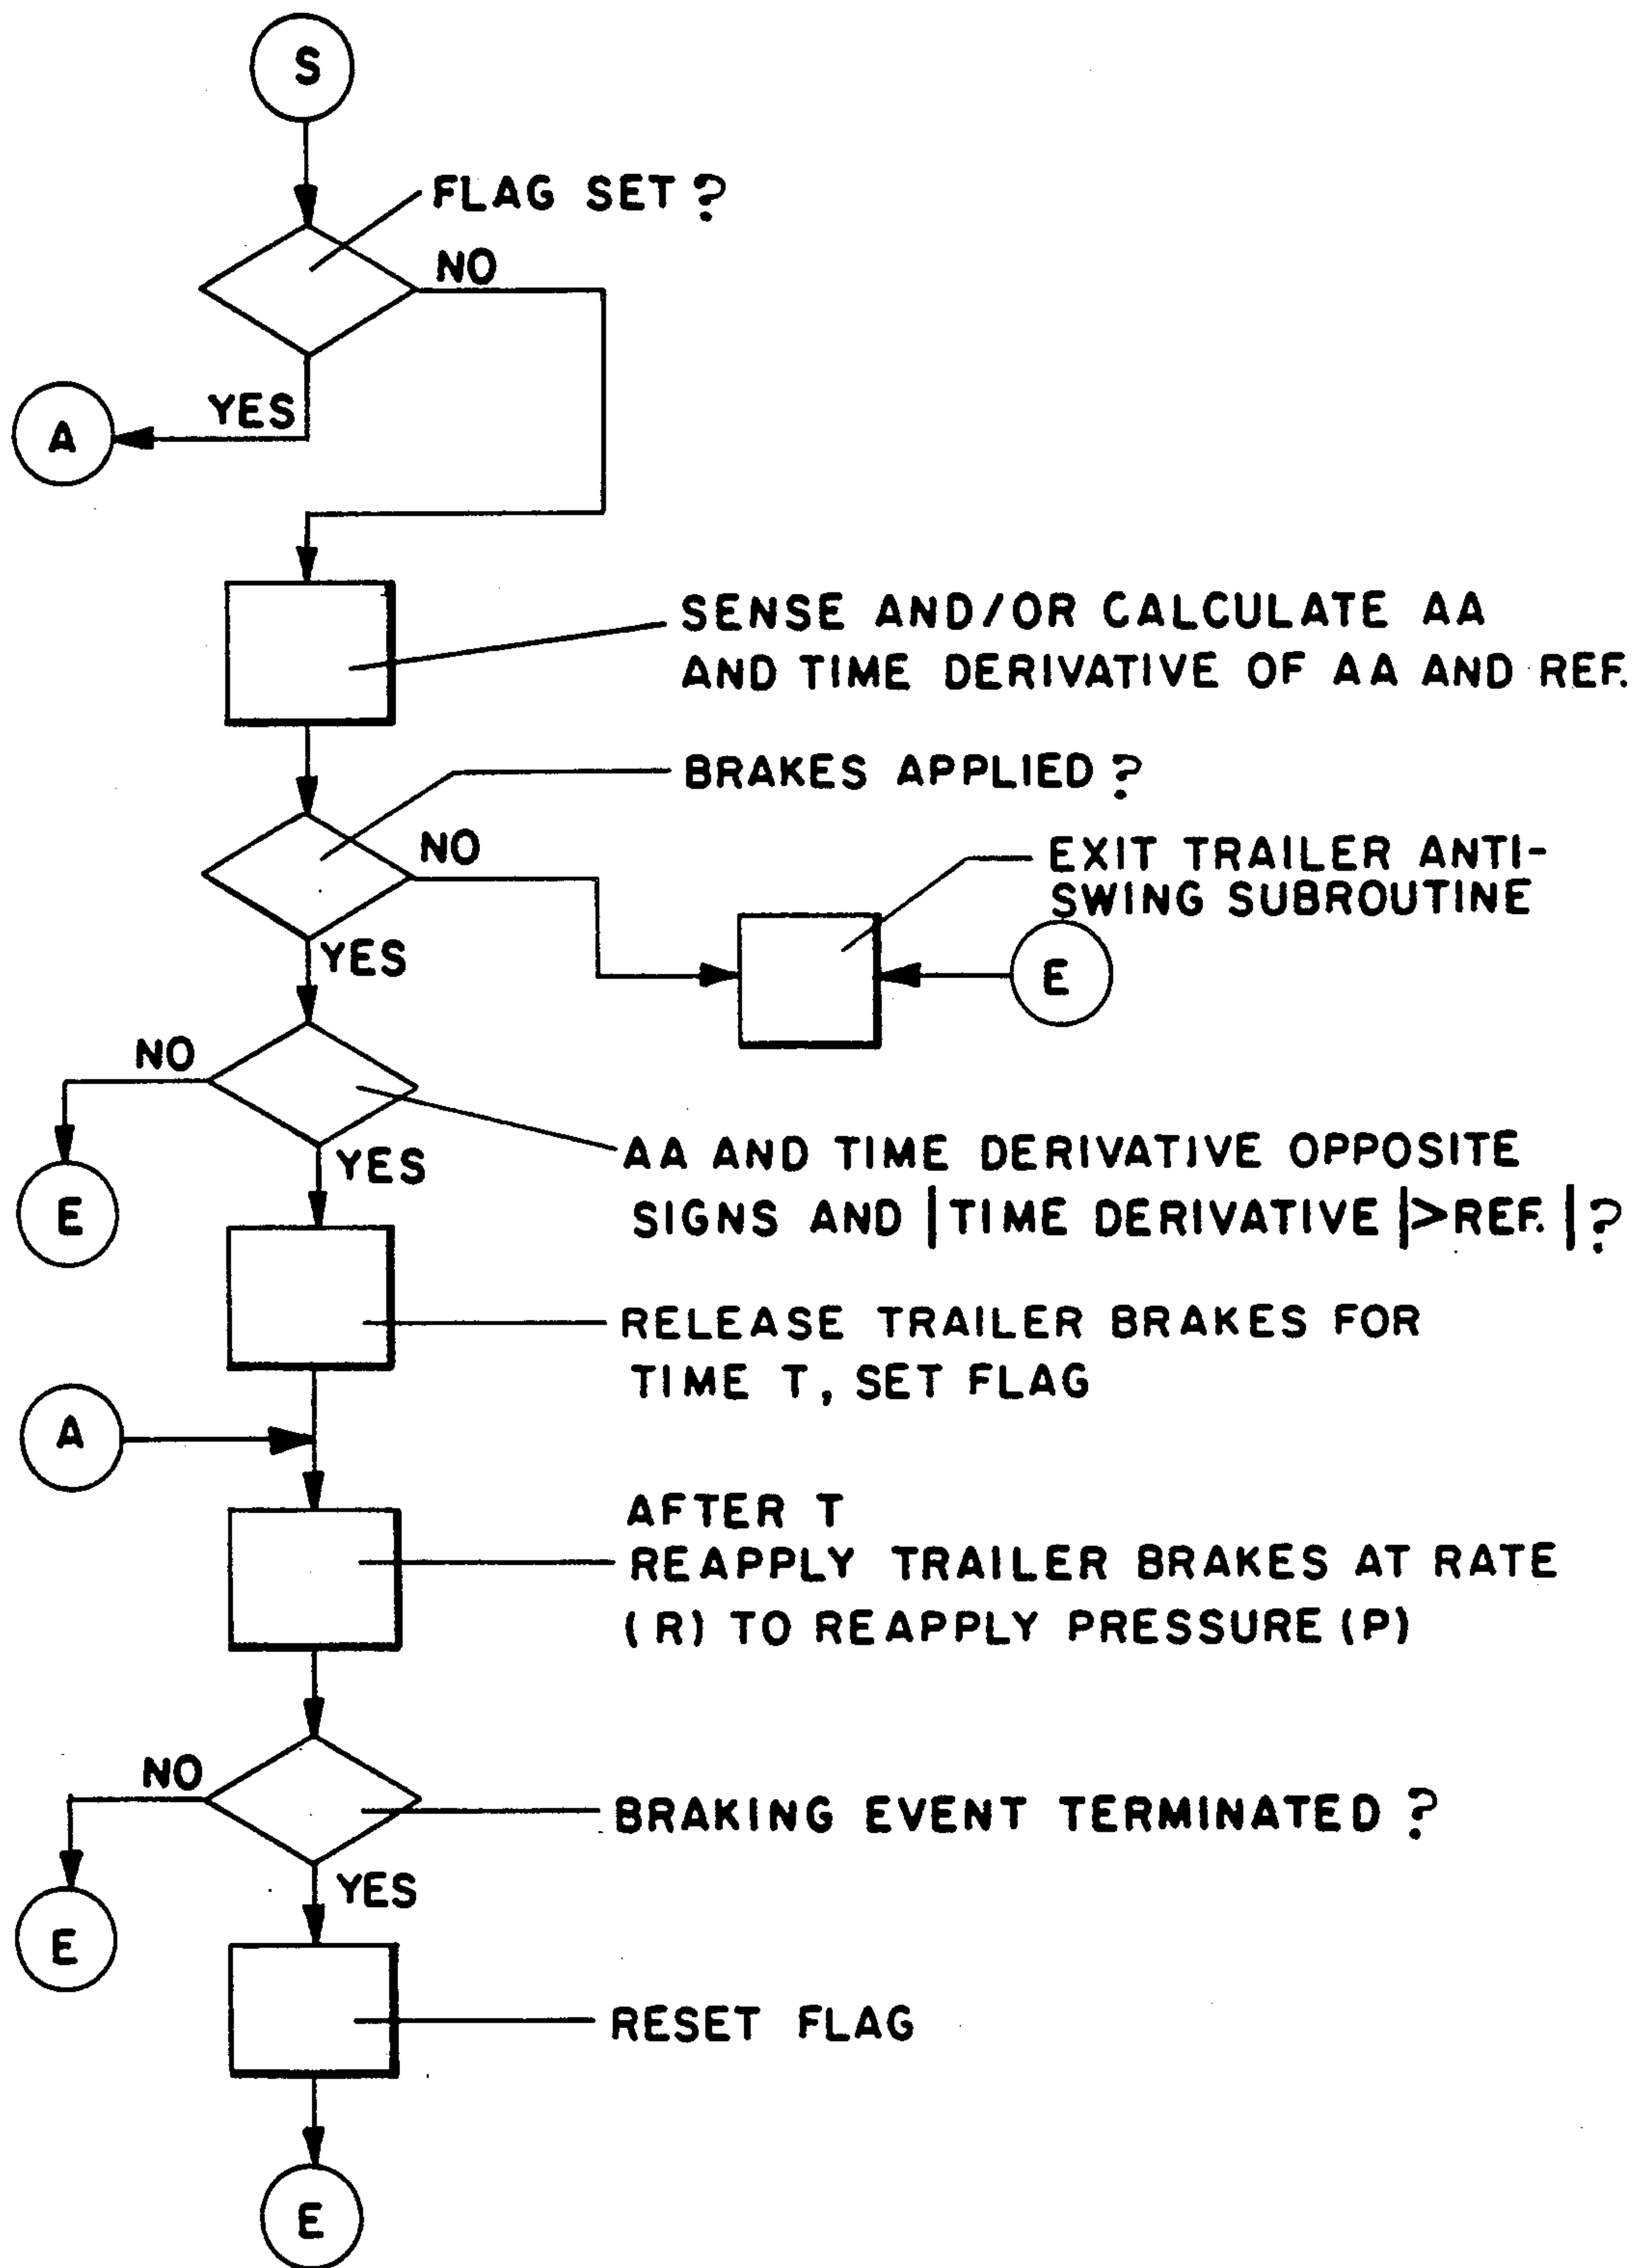 S
FLAG SET ?
NO
YES
A
SENSE AND/OR CALCULATE AA
AND TIME DERIVATIVE OF AA AND REF.
BRAKES APPLIED ?
NO
EXIT TRAILER ANTI-
SWING SUBROUTINE
YES
E
NO
E
YES
AA AND TIME DERIVATIVE OPPOSITE
SIGNS AND |TIME DERIVATIVE|>REF.|?
RELEASE TRAILER BRAKES FOR
TIME T, SET FLAG
A
AFTER T
REAPPLY TRAILER BRAKES AT RATE
(R) TO REAPPLY PRESSURE (P)
NO
BRAKING EVENT TERMINATED ?
YES
E
RESET FLAG
E